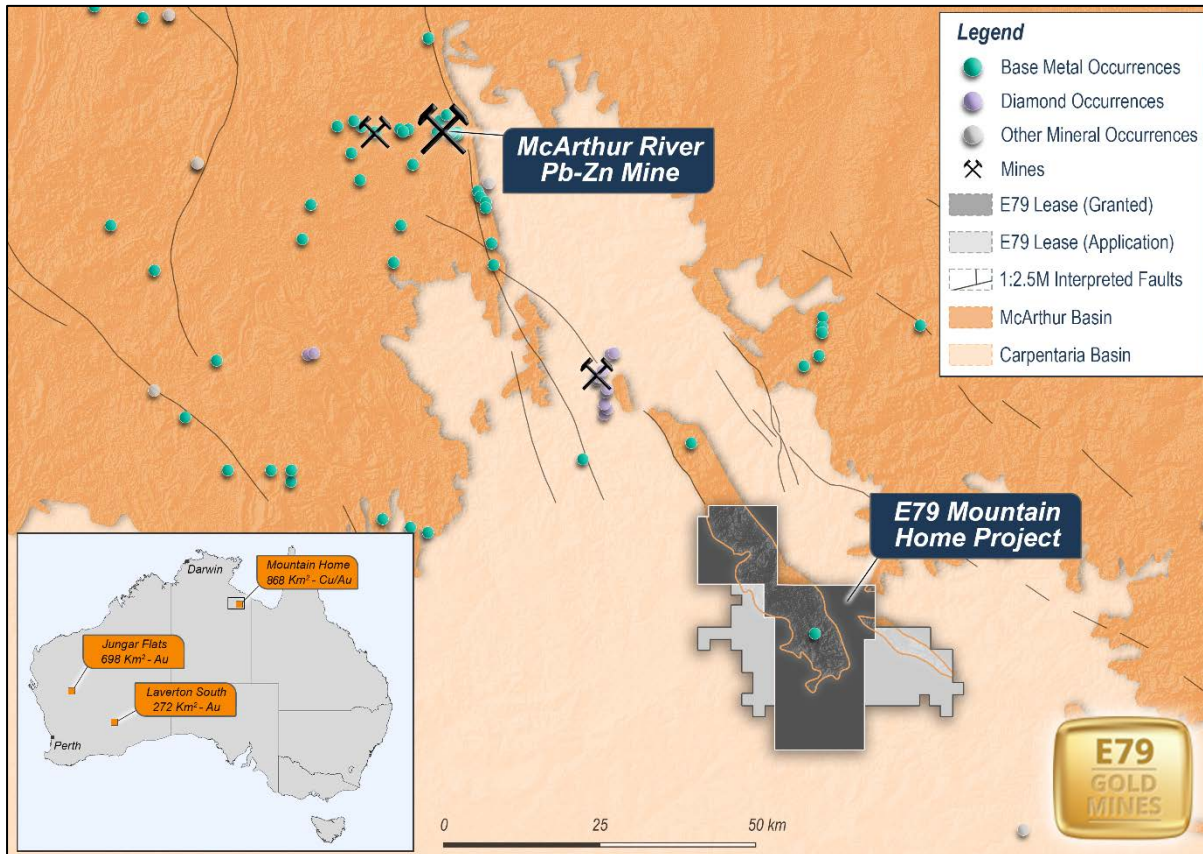 Legend
Base Metal Occurrences
Diamond Occurrences
Other Mineral Occurrences
Mines
E79 Lease (Granted)
E79 Lease (Application)
1:2.5M Interpreted Faults
McArthur Basin
Carpentaria Basin
McArthur River
Pb-Zn Mine
E79 Mountain
Home Project
Darwin
Mountain Home
868 Km² - Cu/Au
Jungar Flats
698 Km² - Au
Laverton South
272 Km² - Au
Perth
0
25
50 km
E79
GOLD
MINES